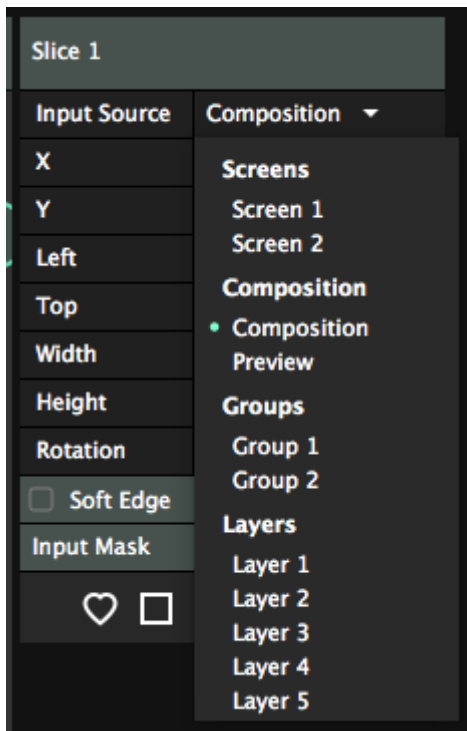 Slice 1
Input Source Composition
X
Y
Left
Top
Width
Height
Rotation
Soft Edge
Input Mask
Screens
Screen 1
Screen 2
Composition
Composition
Preview
Groups
Group 1
Group 2
Layers
Layer 1
Layer 2
Layer 3
Layer 4
Layer 5